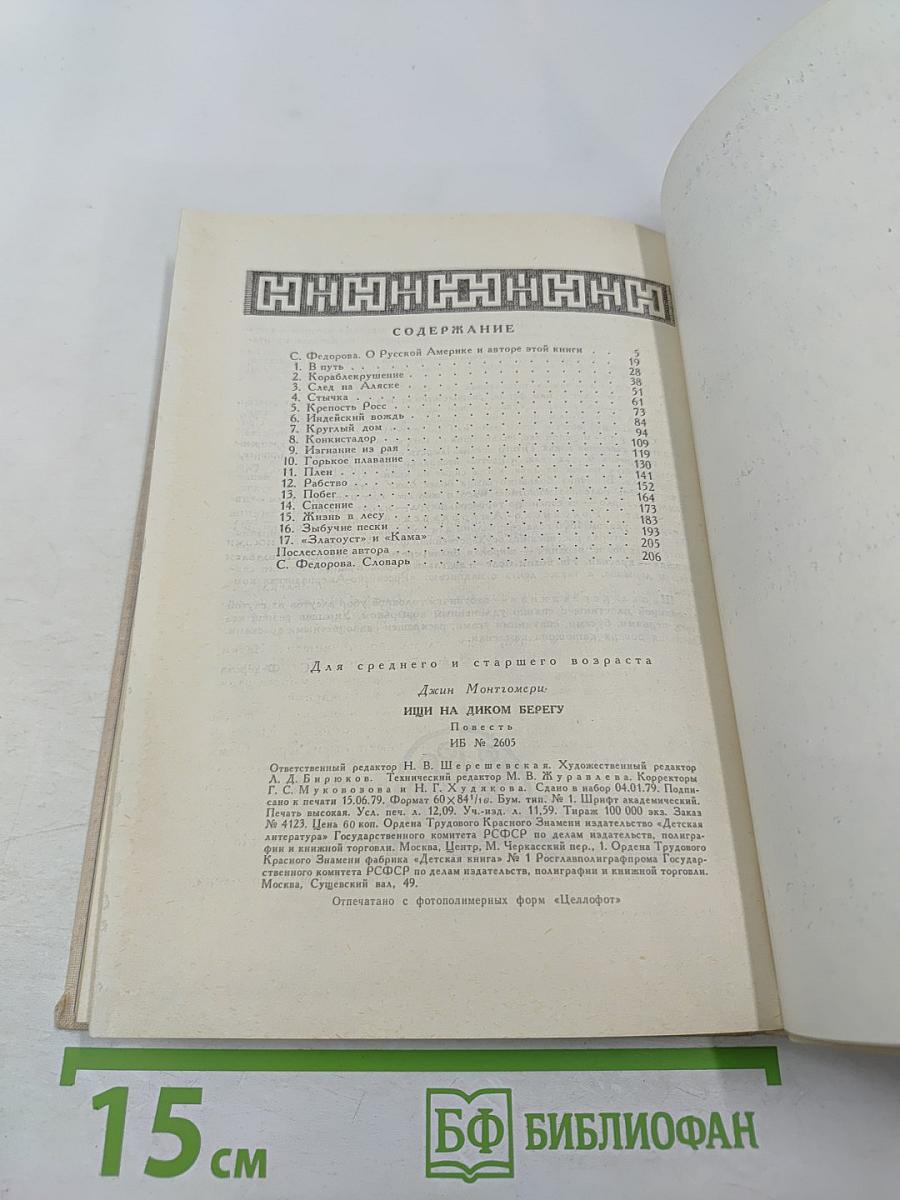 СОДЕРЖАНИЕ
С. Федорова. О Русской Америке и авторе этой книги . . 5
1. В путь . . . . . . . . . . . . . . . . 19
2. Кораблекрушение . . . . . . . . . . . . . 28
3. След на Аляске . . . . . . . . . . . . . . 38
4. Стычка . . . . . . . . . . . . . . . . 51
5. Крепость Росс . . . . . . . . . . . . . . 61
6. Индейский вождь . . . . . . . . . . . . . 73
7. Круглый дом . . . . . . . . . . . . . . 84
8. Конкистадор . . . . . . . . . . . . . . 94
9. Изгнание из рая . . . . . . . . . . . . . 109
10. Горькое плавание . . . . . . . . . . . . . 119
11. Плен . . . . . . . . . . . . . . . . 130
12. Рабство . . . . . . . . . . . . . . . 141
13. Побег . . . . . . . . . . . . . . . . 152
14. Спасение . . . . . . . . . . . . . . . 164
15. Жизнь в лесу . . . . . . . . . . . . . . 173
16. Зыбучие пески . . . . . . . . . . . . . . 183
17. «Златоуст» и «Кама» . . . . . . . . . . . . 193
Послесловие автора . . . . . . . . . . . . . 205
С. Федорова. Словарь . . . . . . . . . . . . 206
Для среднего и старшего возраста
Джин Монтгомери
ИЩИ НА ДИКОМ БЕРЕГУ
Повесть
ИБ № 2605
Ответственный редактор Н. В. Шерешевская. Художественный редактор
Л. Д. Бирюков. Технический редактор М. В. Журавлева. Корректоры
Г. С. Муковозова и Н. Г. Худякова. Сдано в набор 04.01.79. Подпи-
сано к печати 15.06.79. Формат 60×84¹/₁₆. Бум. тип. № 1. Шрифт академический.
Печать высокая. Усл. печ. л. 12,09. Уч.-изд. л. 11,59. Тираж 100 000 экз. Заказ
№ 4123. Цена 60 коп. Ордена Трудового Красного Знамени издательство «Детская
литература» Государственного комитета РСФСР по делам издательств, полигра-
фии и книжной торговли. Москва, Центр, М. Черкасский пер., 1. Ордена Трудового
Красного Знамени фабрика «Детская книга» № 1 Росглавполиграфпрома Государ-
ственного комитета РСФСР по делам издательств, полиграфии и книжной торговли.
Москва, Сущевский вал, 49.
Отпечатано с фотополимерных форм «Целлофот»
15 см
БФ БИБЛИОФАН